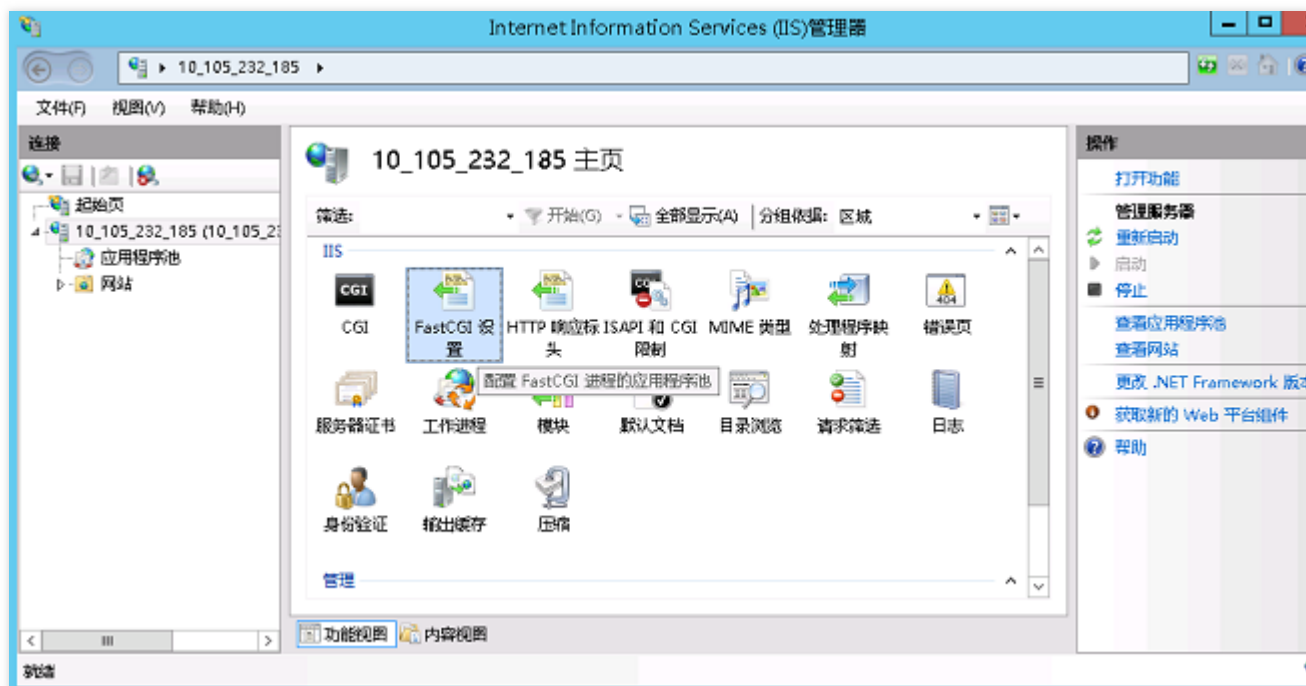 Internet Information Services (IIS)管理器
10_105_232_185
文件(F) 视图(V) 帮助(H)
连接
起始页
10_105_232_185 (10_105_23
应用程序池
网站
10_105_232_185 主页
筛选: 开始(G) 全部显示(A) 分组依据: 区域
IIS
CGI
CGI
FastCGI 设置
HTTP 响应标头
ISAPI 和 CGI 限制
MIME 类型
处理程序映射
404
错误页
配置 FastCGI 进程的应用程序池
服务器证书
工作进程
模块
默认文档
目录浏览
请求筛选
日志
身份验证
输出缓存
压缩
管理
功能视图 内容视图
操作
打开功能
管理服务器
重新启动
启动
停止
查看应用程序池
查看网站
更改 .NET Framework 版本
获取新的 Web 平台组件
帮助
就绪